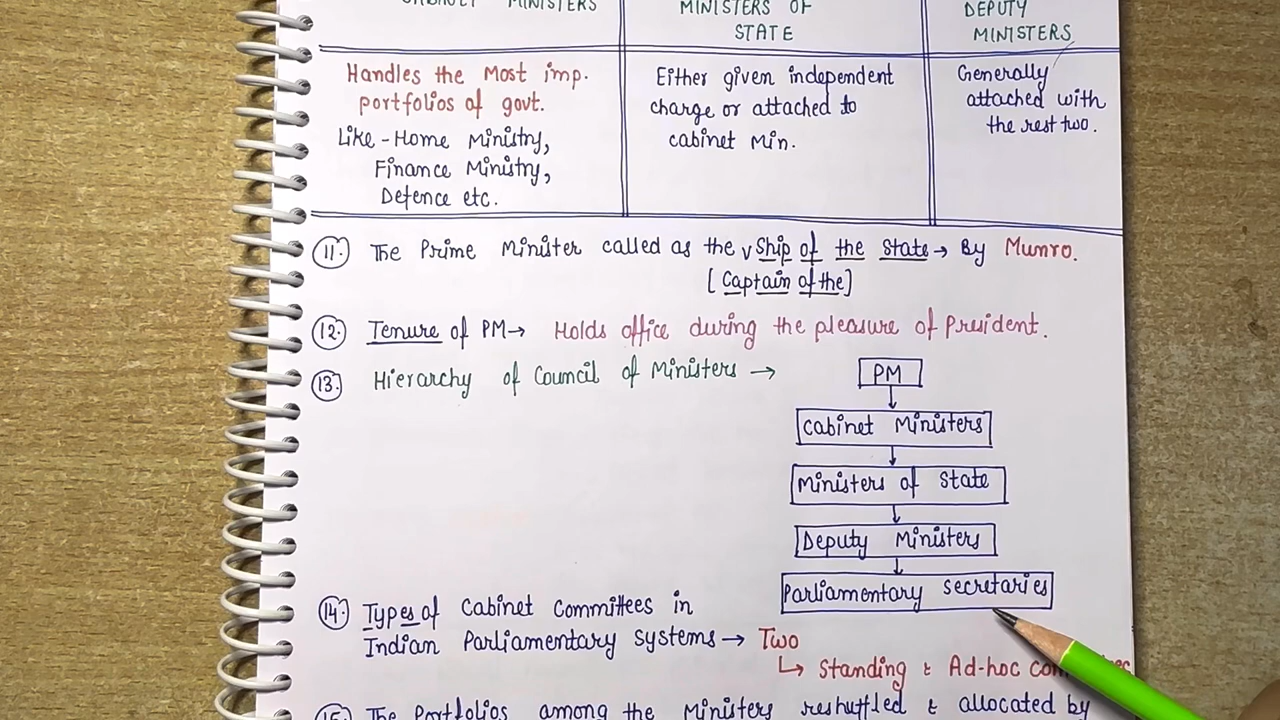 CABINET MINISTERS
MINISTERS OF
STATE
DEPUTY
MINISTERS
Handles the Most imp.
portfolios of govt.
Like - Home Ministry,
Finance Ministry,
Defence etc.
Either given independent
charge or attached to
cabinet Min.
Generally
attached with
the rest two.
11. The Prime Minister called as the v Ship of the State → By Munro.
[Captain of the]
12. Tenure of PM → Holds office during the pleasure of President.
13. Hierarchy of Council of Ministers →
PM
Cabinet Ministers
Ministers of State
Deputy Ministers
Parliamentary secretaries
14. Types of Cabinet Committees in
Indian Parliamentary systems → Two
↳ Standing & Ad-hoc
15. The Portfolios among the Ministers reshuffled & allocated by